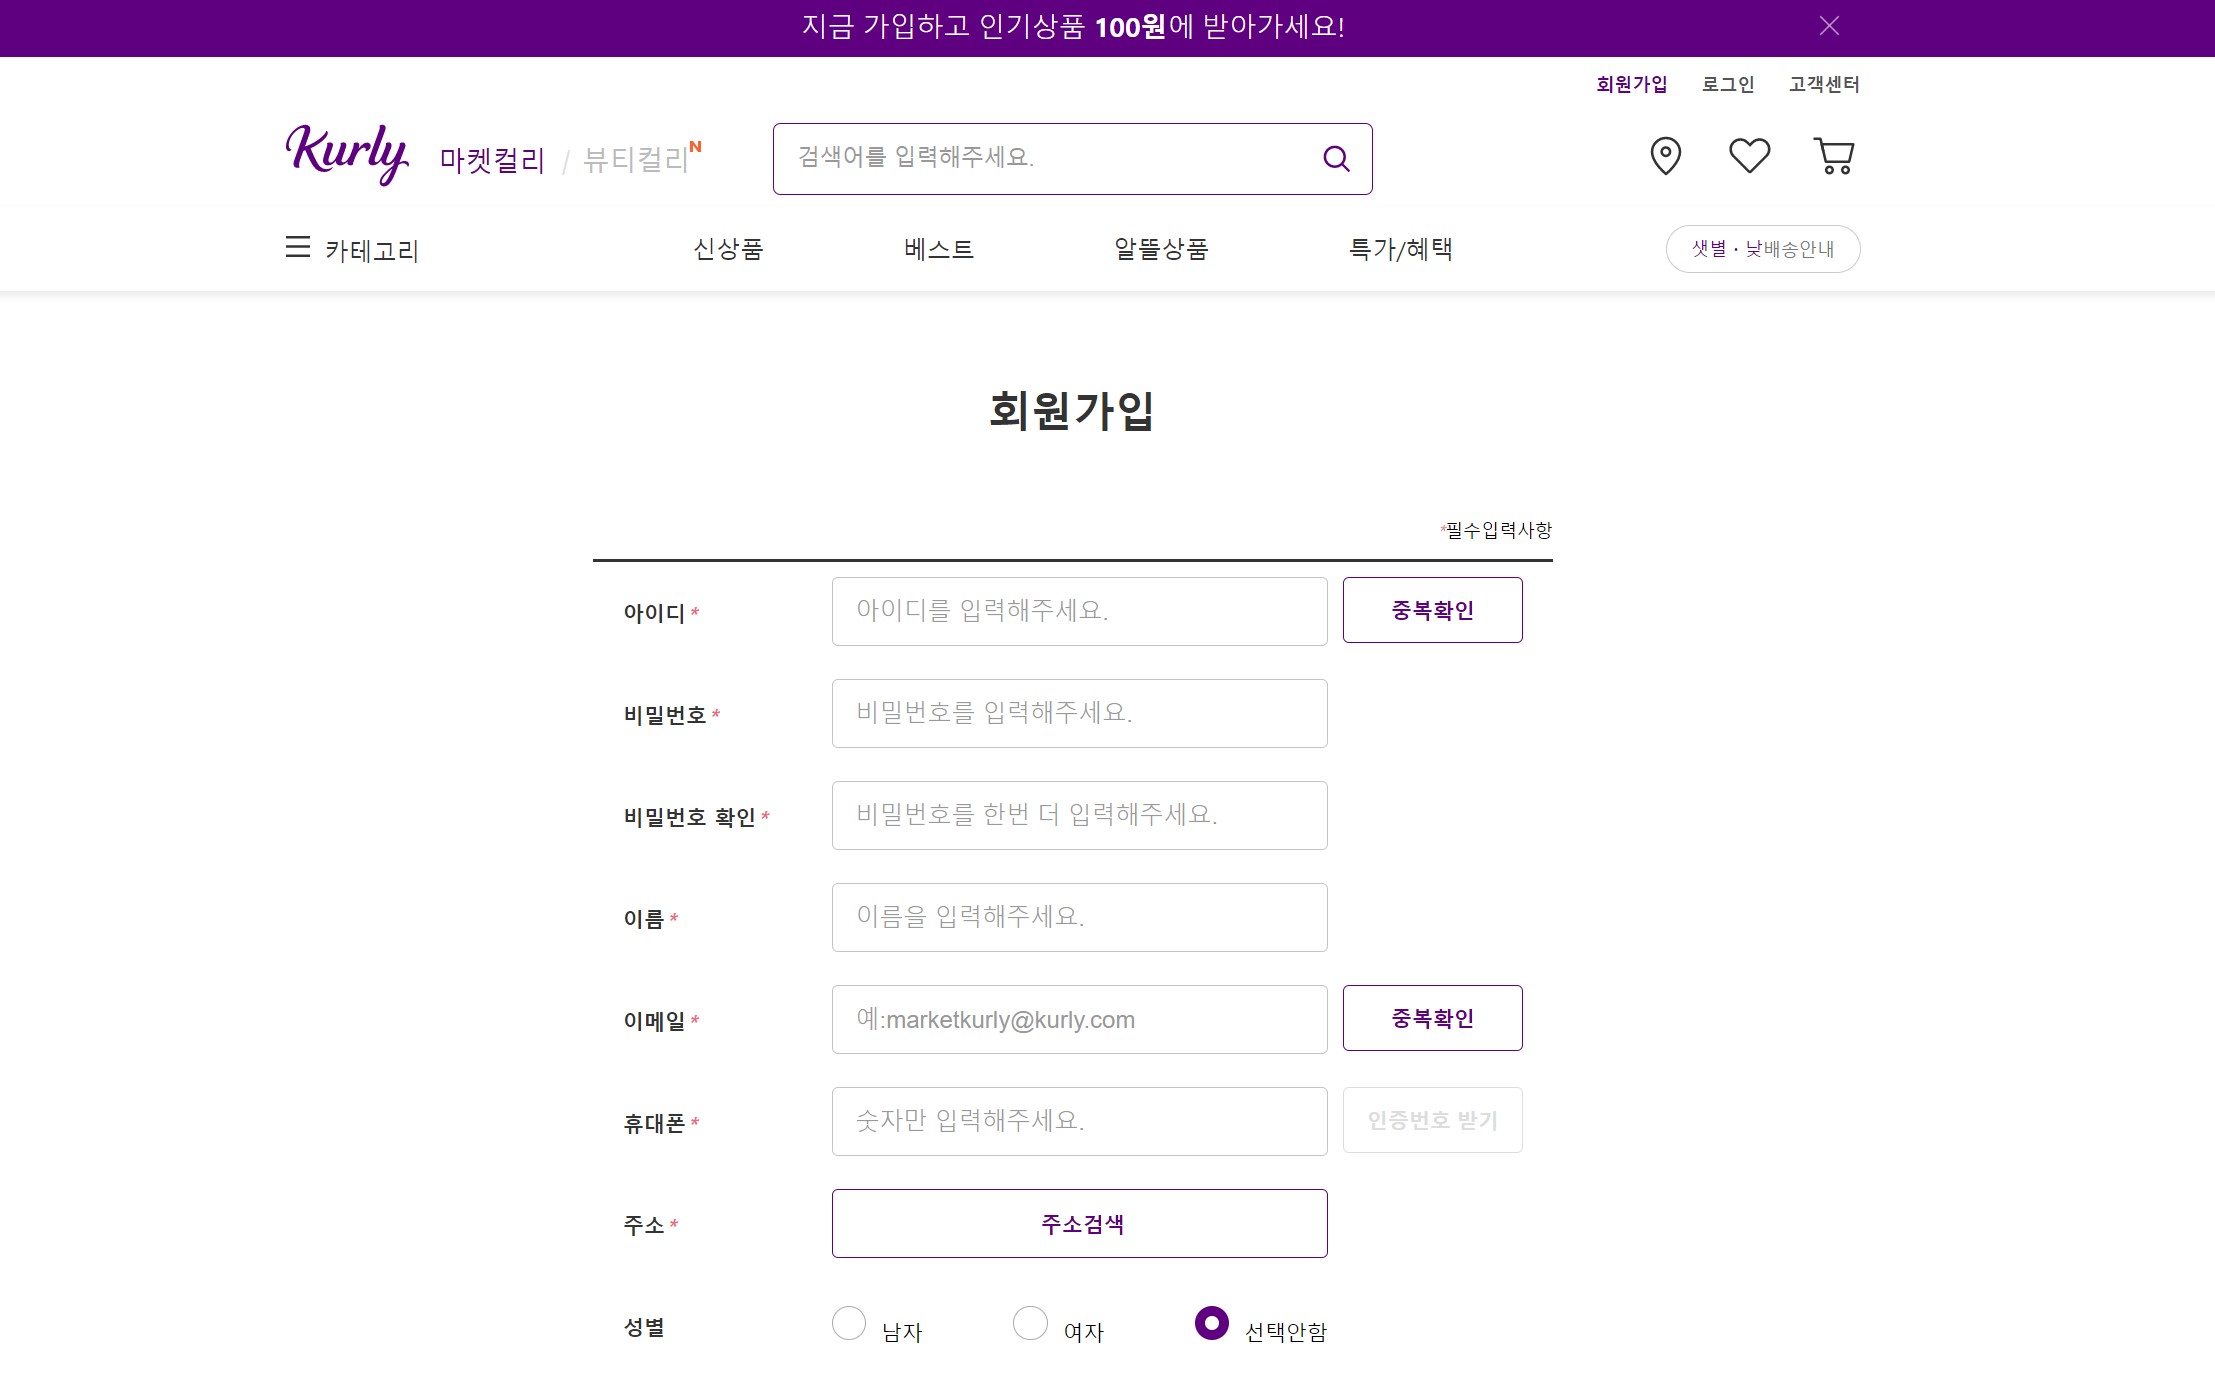 지금 가입하고 인기상품 100원에 받아가세요!
회원가입 로그인 고객센터
Kurly 마켓컬리 / 뷰티컬리 N
검색어를 입력해주세요.
카테고리 신상품 베스트 알뜰상품 특가/혜택 샛별・낮배송안내
회원가입
*필수입력사항
아이디* 아이디를 입력해주세요. 중복확인
비밀번호* 비밀번호를 입력해주세요.
비밀번호 확인* 비밀번호를 한번 더 입력해주세요.
이름* 이름을 입력해주세요.
이메일* 예:marketkurly@kurly.com 중복확인
휴대폰* 숫자만 입력해주세요. 인증번호 받기
주소* 주소검색
성별 남자 여자 선택안함